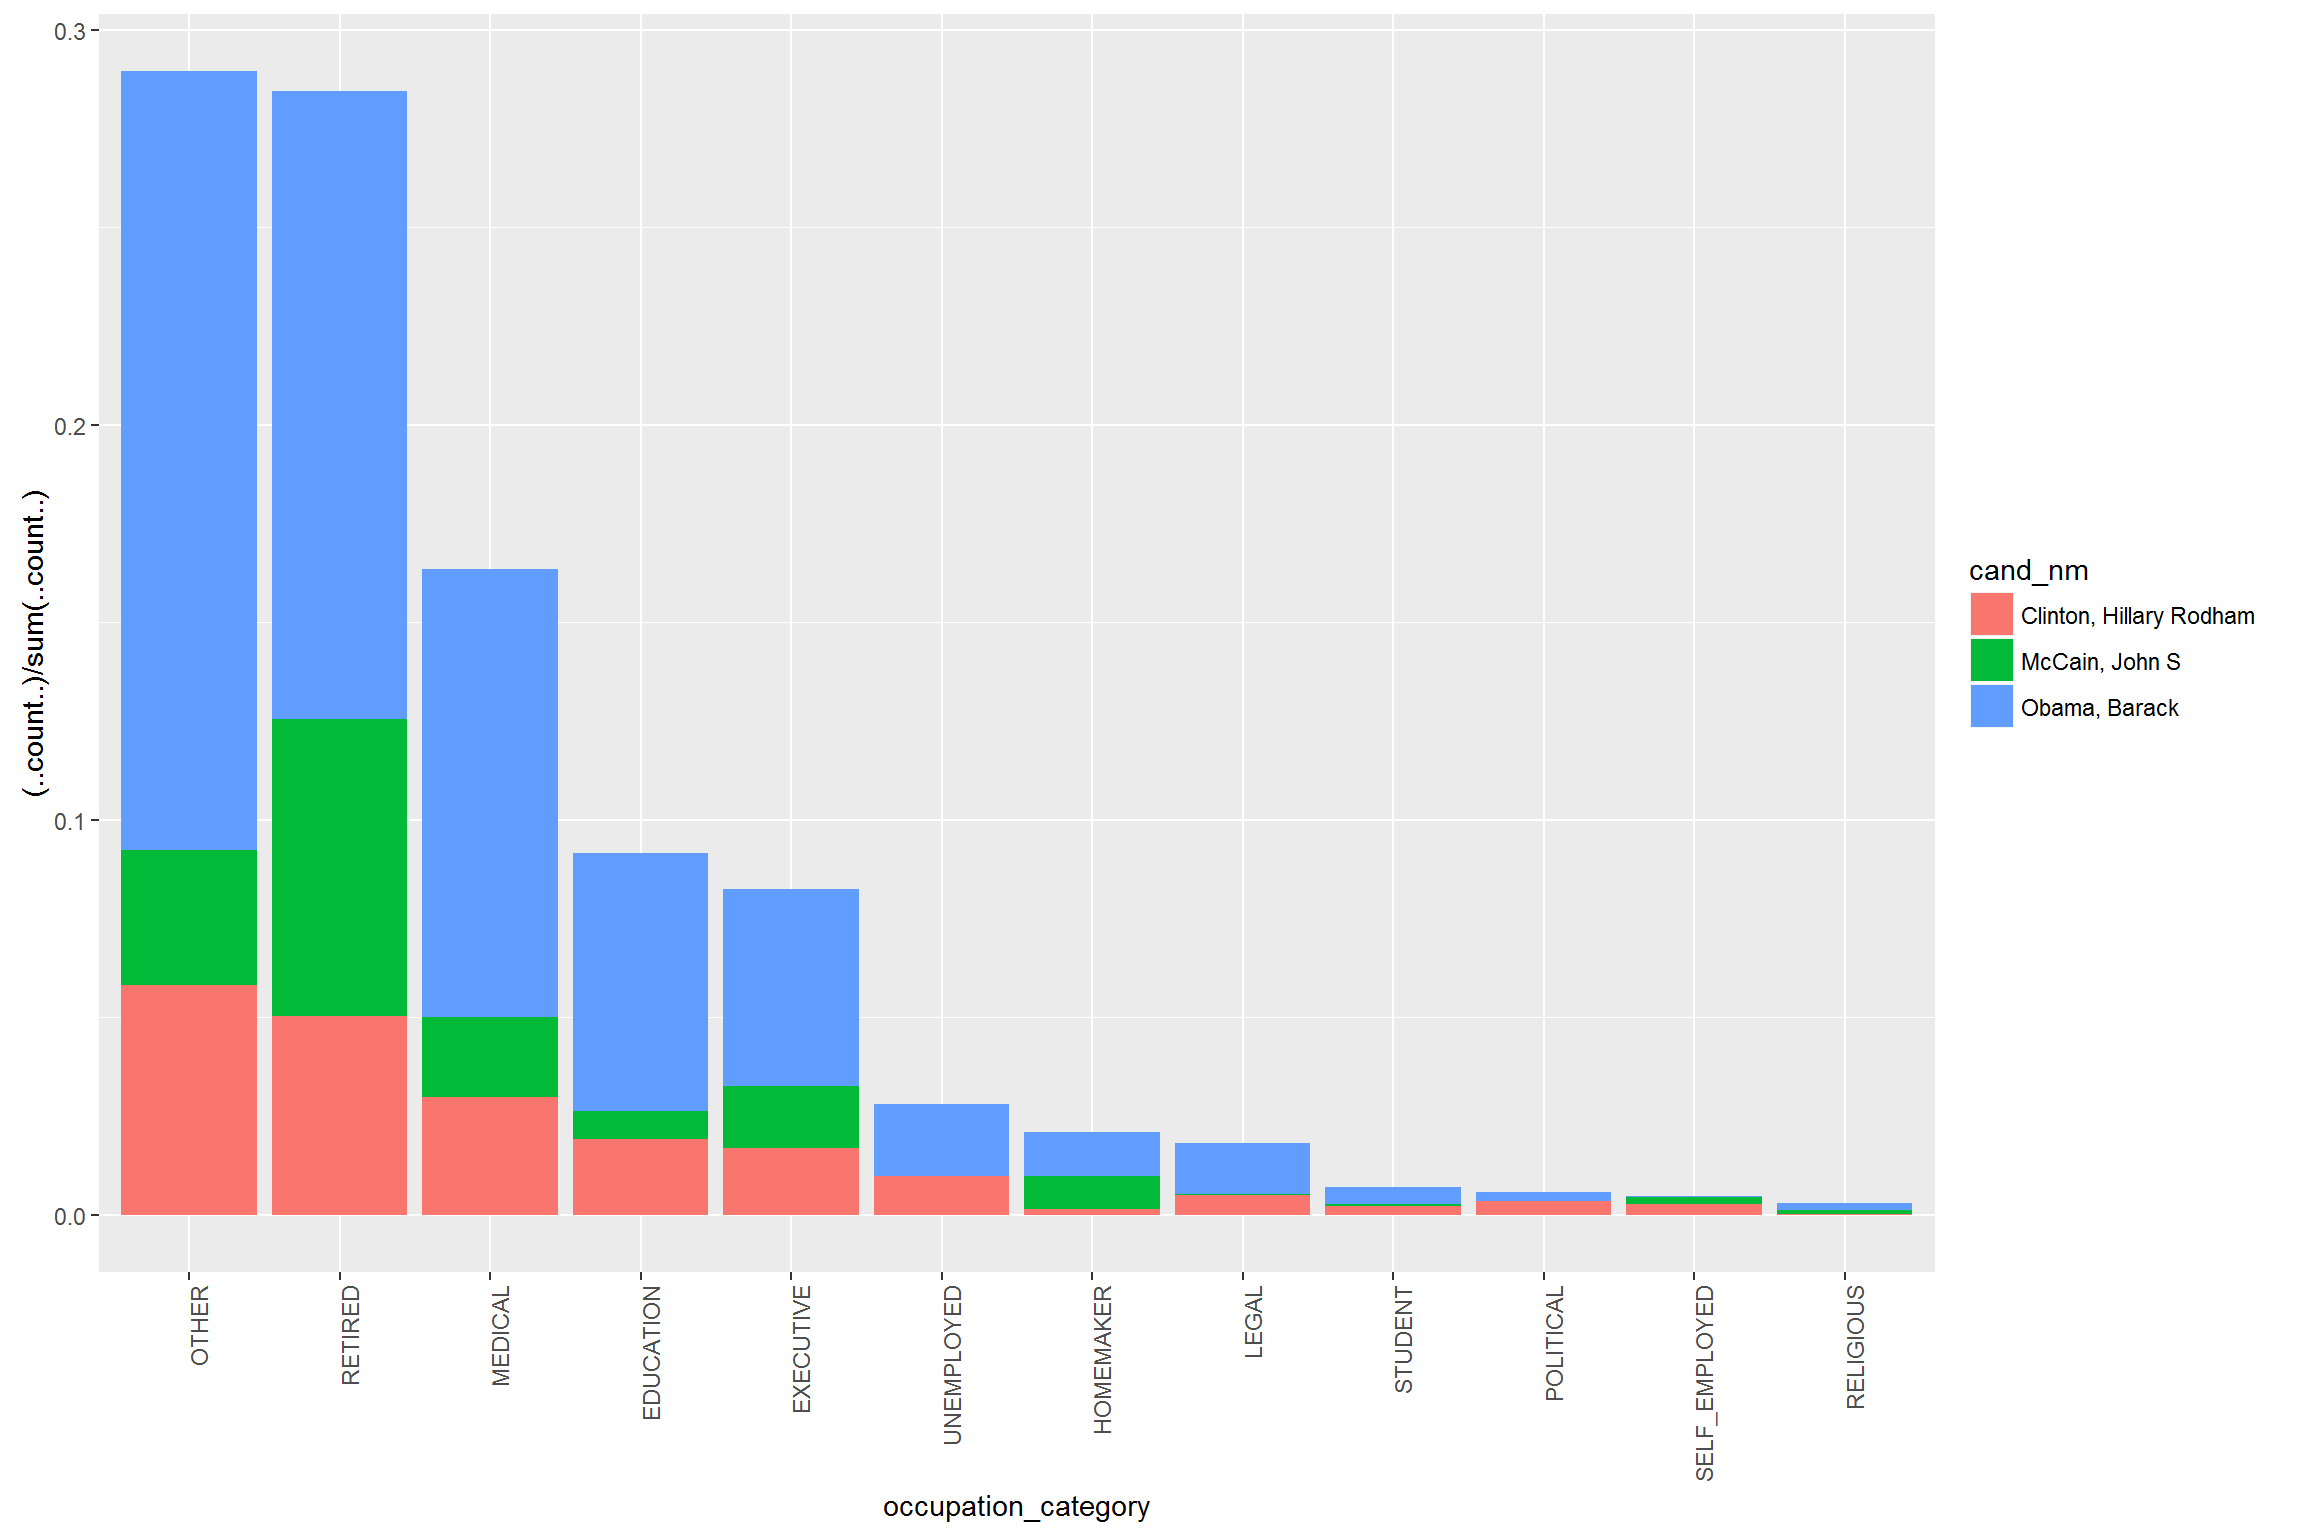 0.3
0.2
0.1
0.0
(..count..)/sum(..count..)
OTHER
RETIRED
MEDICAL
EDUCATION
EXECUTIVE
UNEMPLOYED
HOMEMAKER
LEGAL
STUDENT
POLITICAL
SELF_EMPLOYED
RELIGIOUS
occupation_category
cand_nm
Clinton, Hillary Rodham
McCain, John S
Obama, Barack